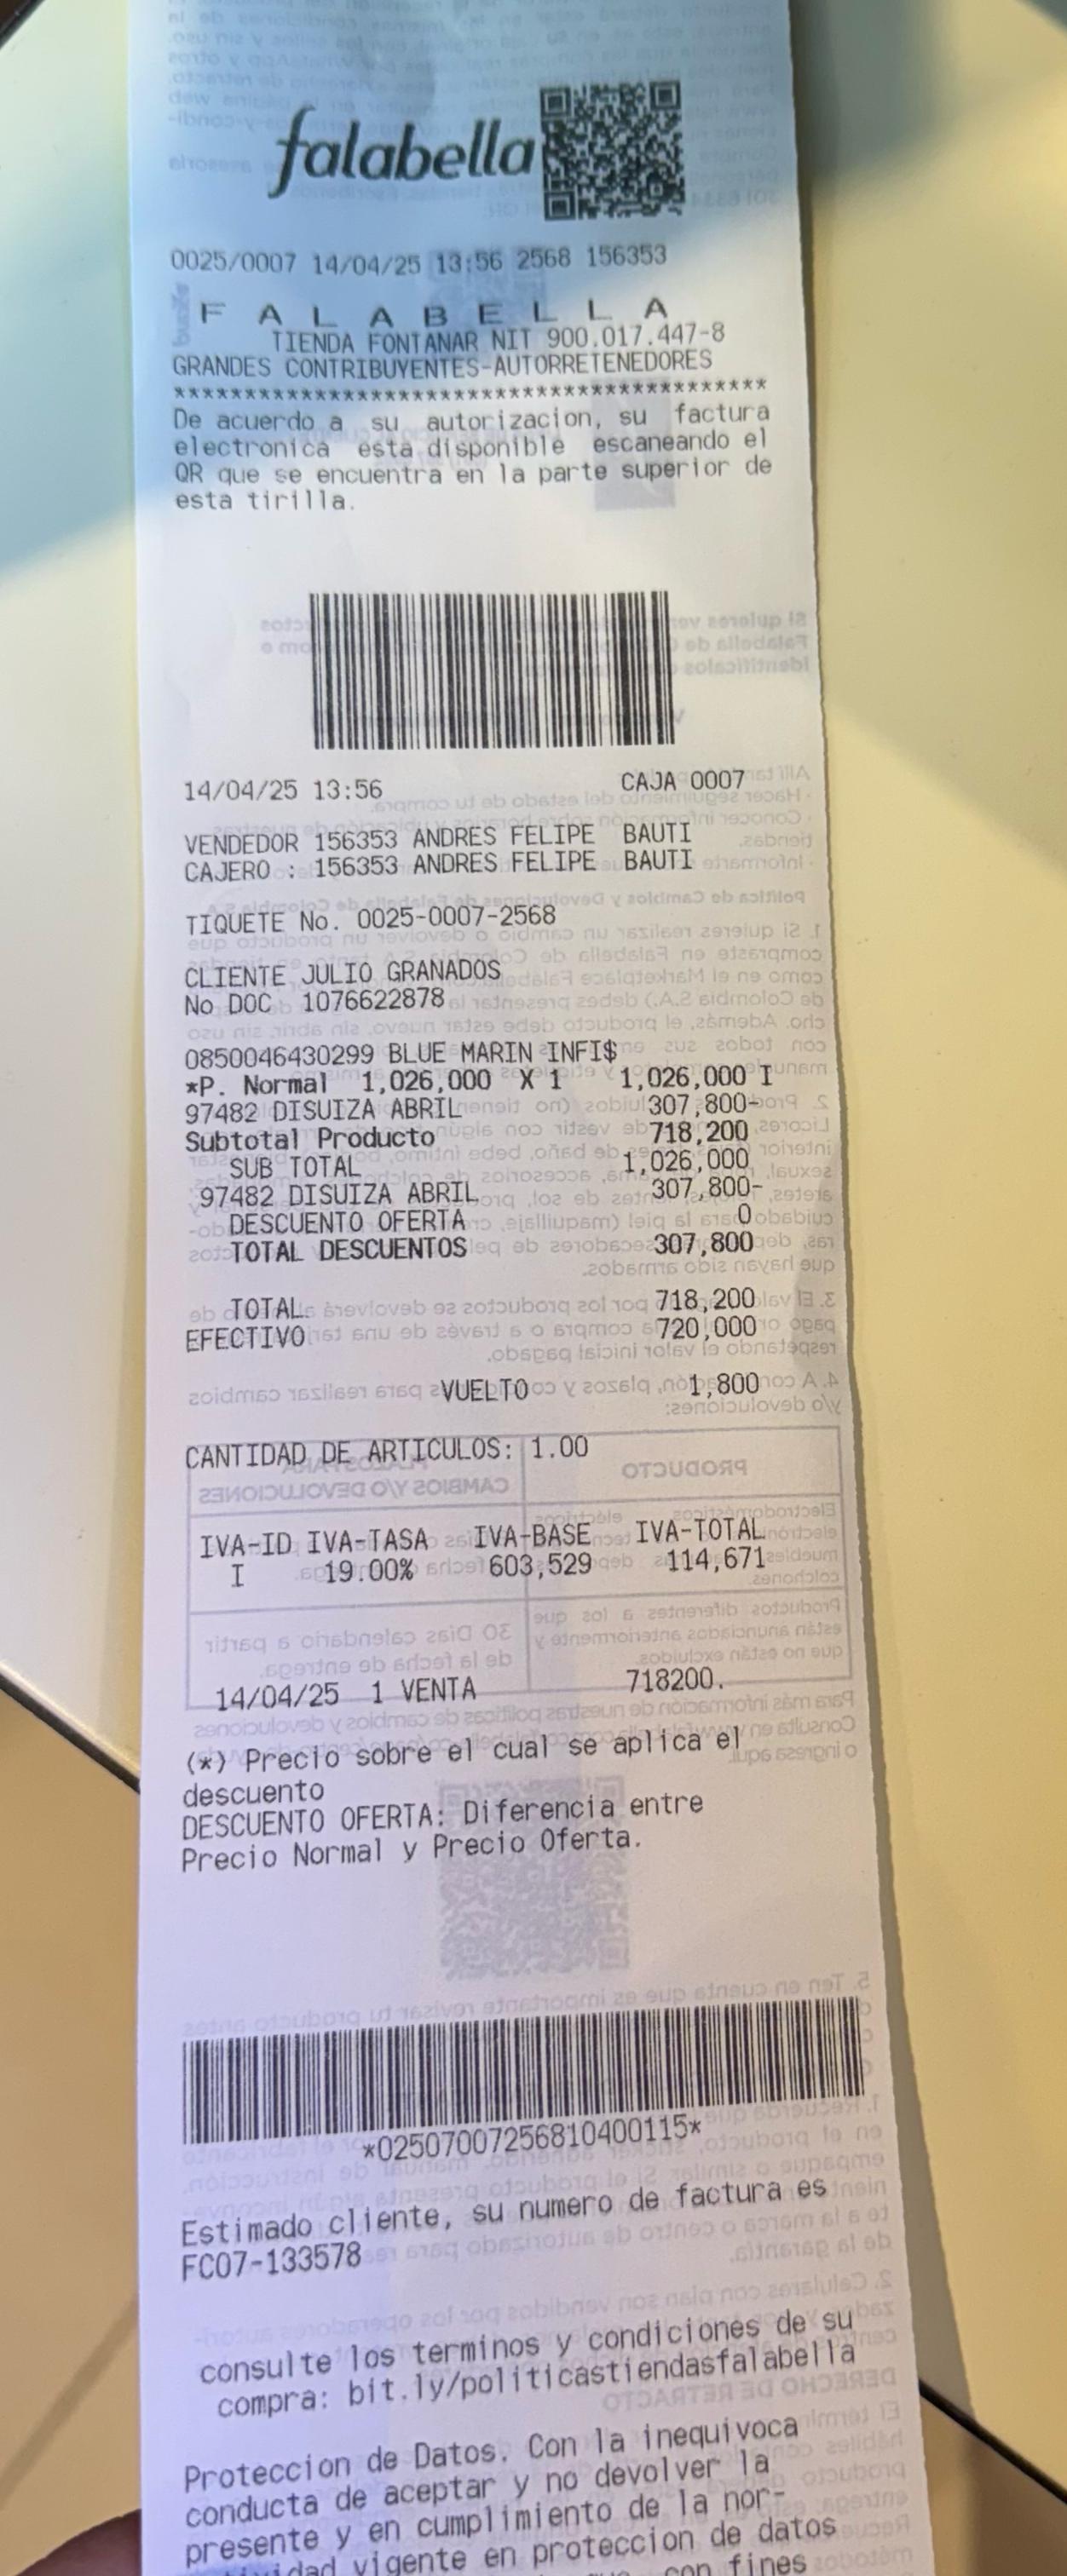 falabella
0025/0007 14/04/25 13:56 2568 156353
F A L A B E L L A
TIENDA FONTANAR NIT 900.017.447-8
GRANDES CONTRIBUYENTES-AUTORRETENEDORES
******************************************
De acuerdo a su autorizacion, su factura
electronica esta disponible escaneando el
QR que se encuentra en la parte superior de
esta tirilla.
14/04/25 13:56 CAJA 0007
VENDEDOR 156353 ANDRES FELIPE BAUTI
CAJERO : 156353 ANDRES FELIPE BAUTI
TIQUETE No. 0025-0007-2568
CLIENTE JULIO GRANADOS
No DOC 1076622878
0850046430299 BLUE MARIN INFI$
*P. Normal 1,026,000 X 1 1,026,000 I
97482 DISUIZA ABRIL 307,800-
Subtotal Producto 718,200
SUB TOTAL 1,026,000
97482 DISUIZA ABRIL 307,800-
DESCUENTO OFERTA 0
TOTAL DESCUENTOS 307,800
TOTAL 718,200
EFECTIVO 720,000
VUELTO 1,800
CANTIDAD DE ARTICULOS: 1.00
IVA-ID IVA-TASA IVA-BASE IVA-TOTAL
I 19.00% 603,529 114,671
14/04/25 1 VENTA 718200.
(*) Precio sobre el cual se aplica el
descuento
DESCUENTO OFERTA: Diferencia entre
Precio Normal y Precio Oferta.
*02507007256810400115*
Estimado cliente, su numero de factura es
FC07-133578
consulte los terminos y condiciones de su
compra: bit.ly/politicastiendasfalabella
Proteccion de Datos. Con la inequivoca
conducta de aceptar y no devolver la
presente y en cumplimiento de la nor-
vigente en proteccion de datos
con fines